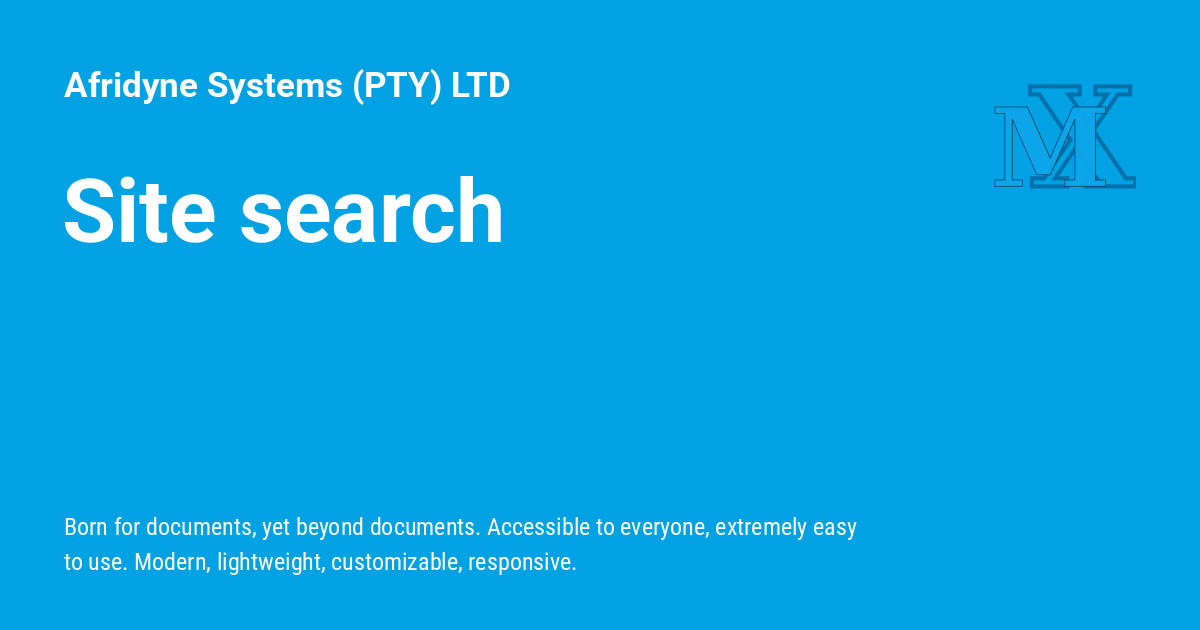 Afridyne Systems (PTY) LTD
MX
Site search
Born for documents, yet beyond documents. Accessible to everyone, extremely easy
to use. Modern, lightweight, customizable, responsive.